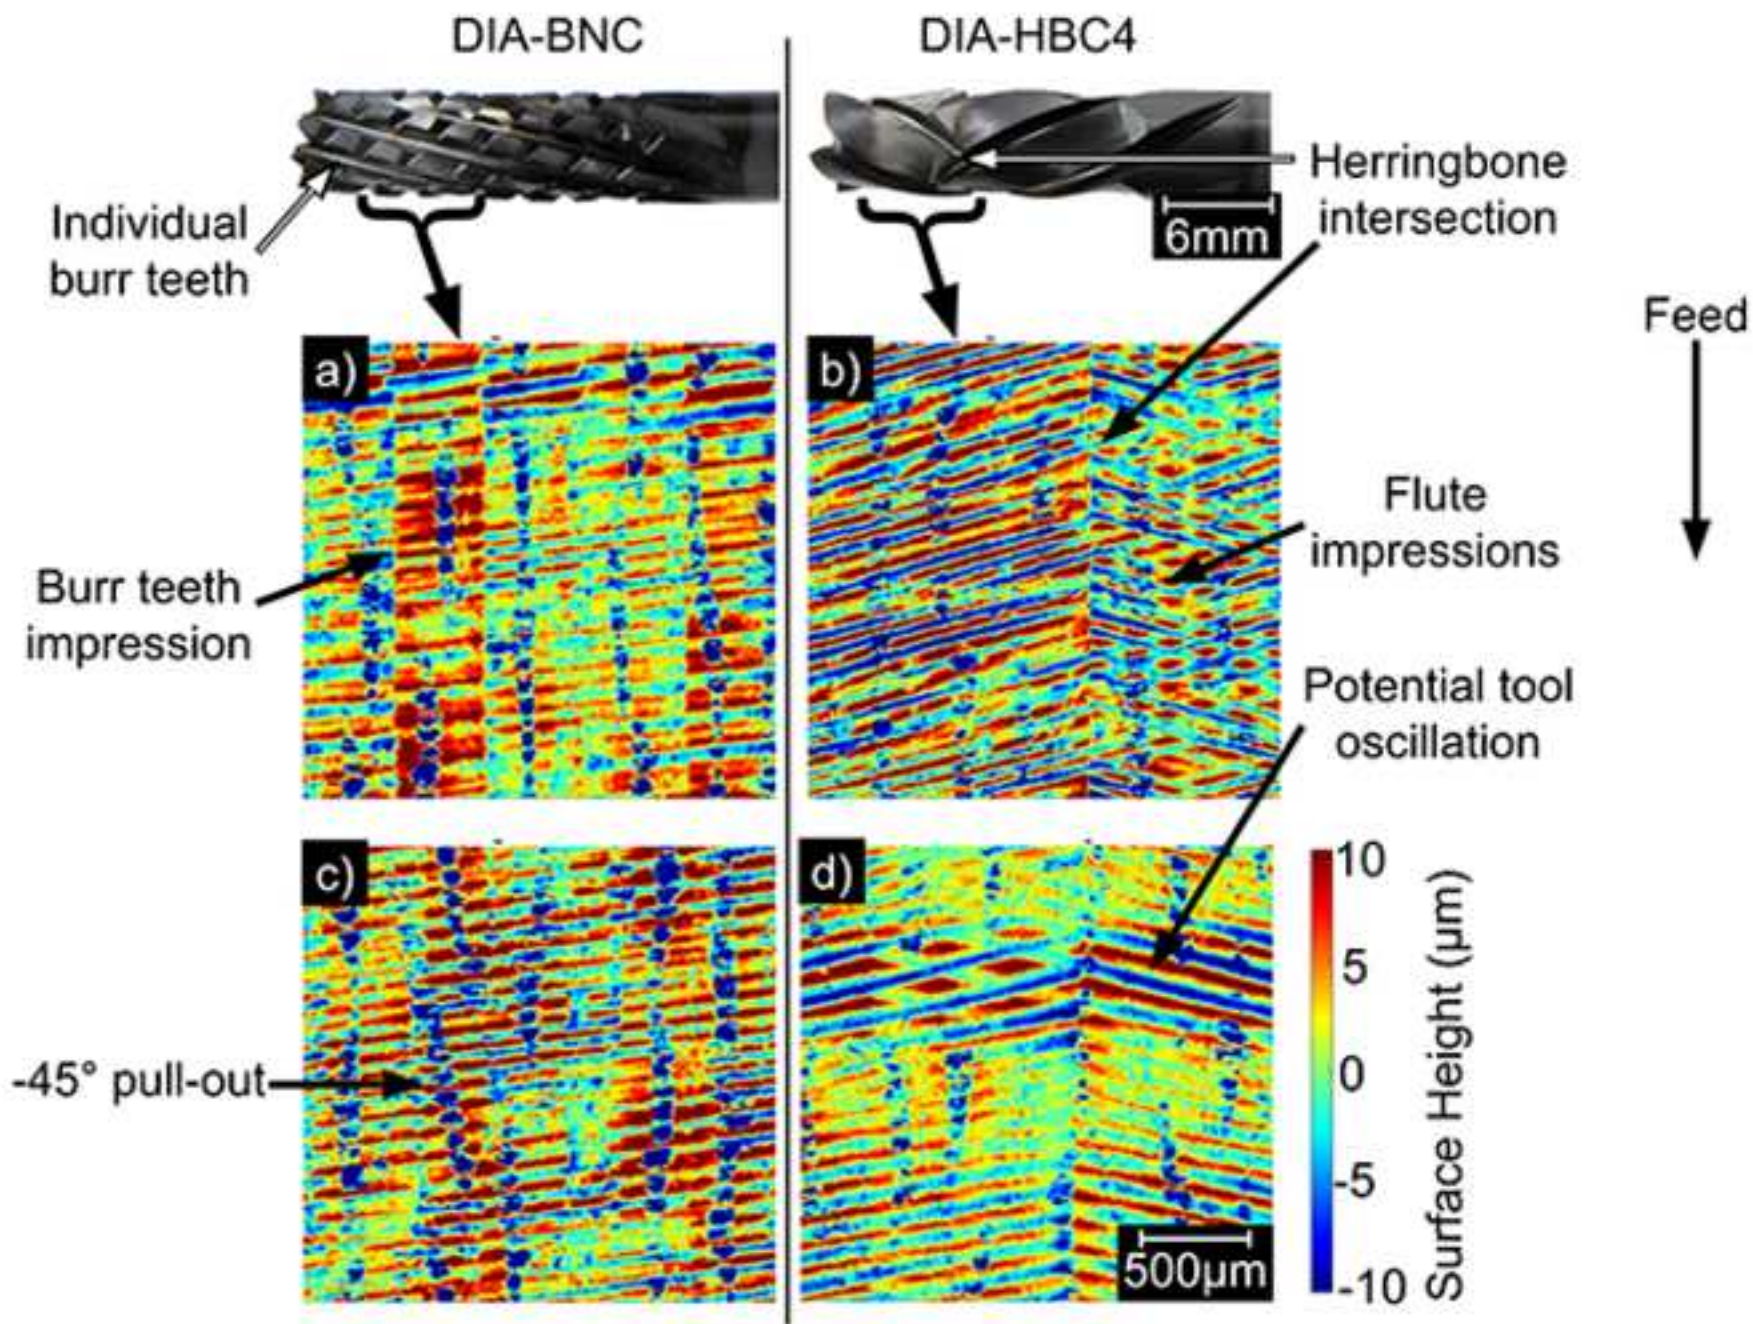 DIA-BNC
DIA-HBC4
Individual
burr teeth
Herringbone
intersection
6mm
Feed
a)
b)
Flute
impressions
Burr teeth
impression
Potential tool
oscillation
c)
d)
-45° pull-out
10
5
0
-5
-10
Surface Height (µm)
500µm